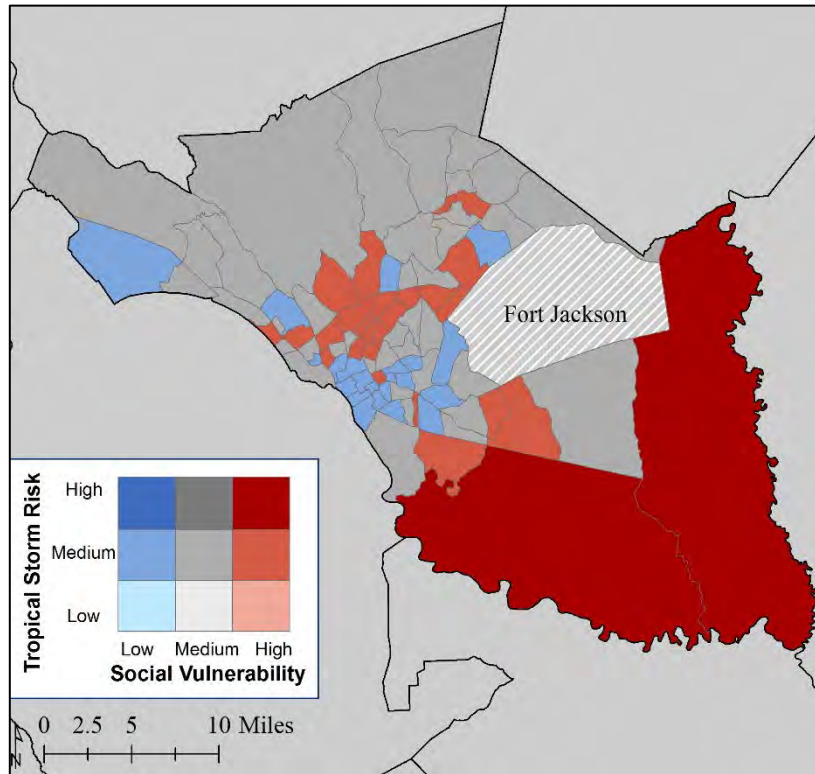 Fort Jackson
Tropical Storm Risk
High
Medium
Low
Low Medium High
Social Vulnerability
0 2.5 5 10 Miles
N